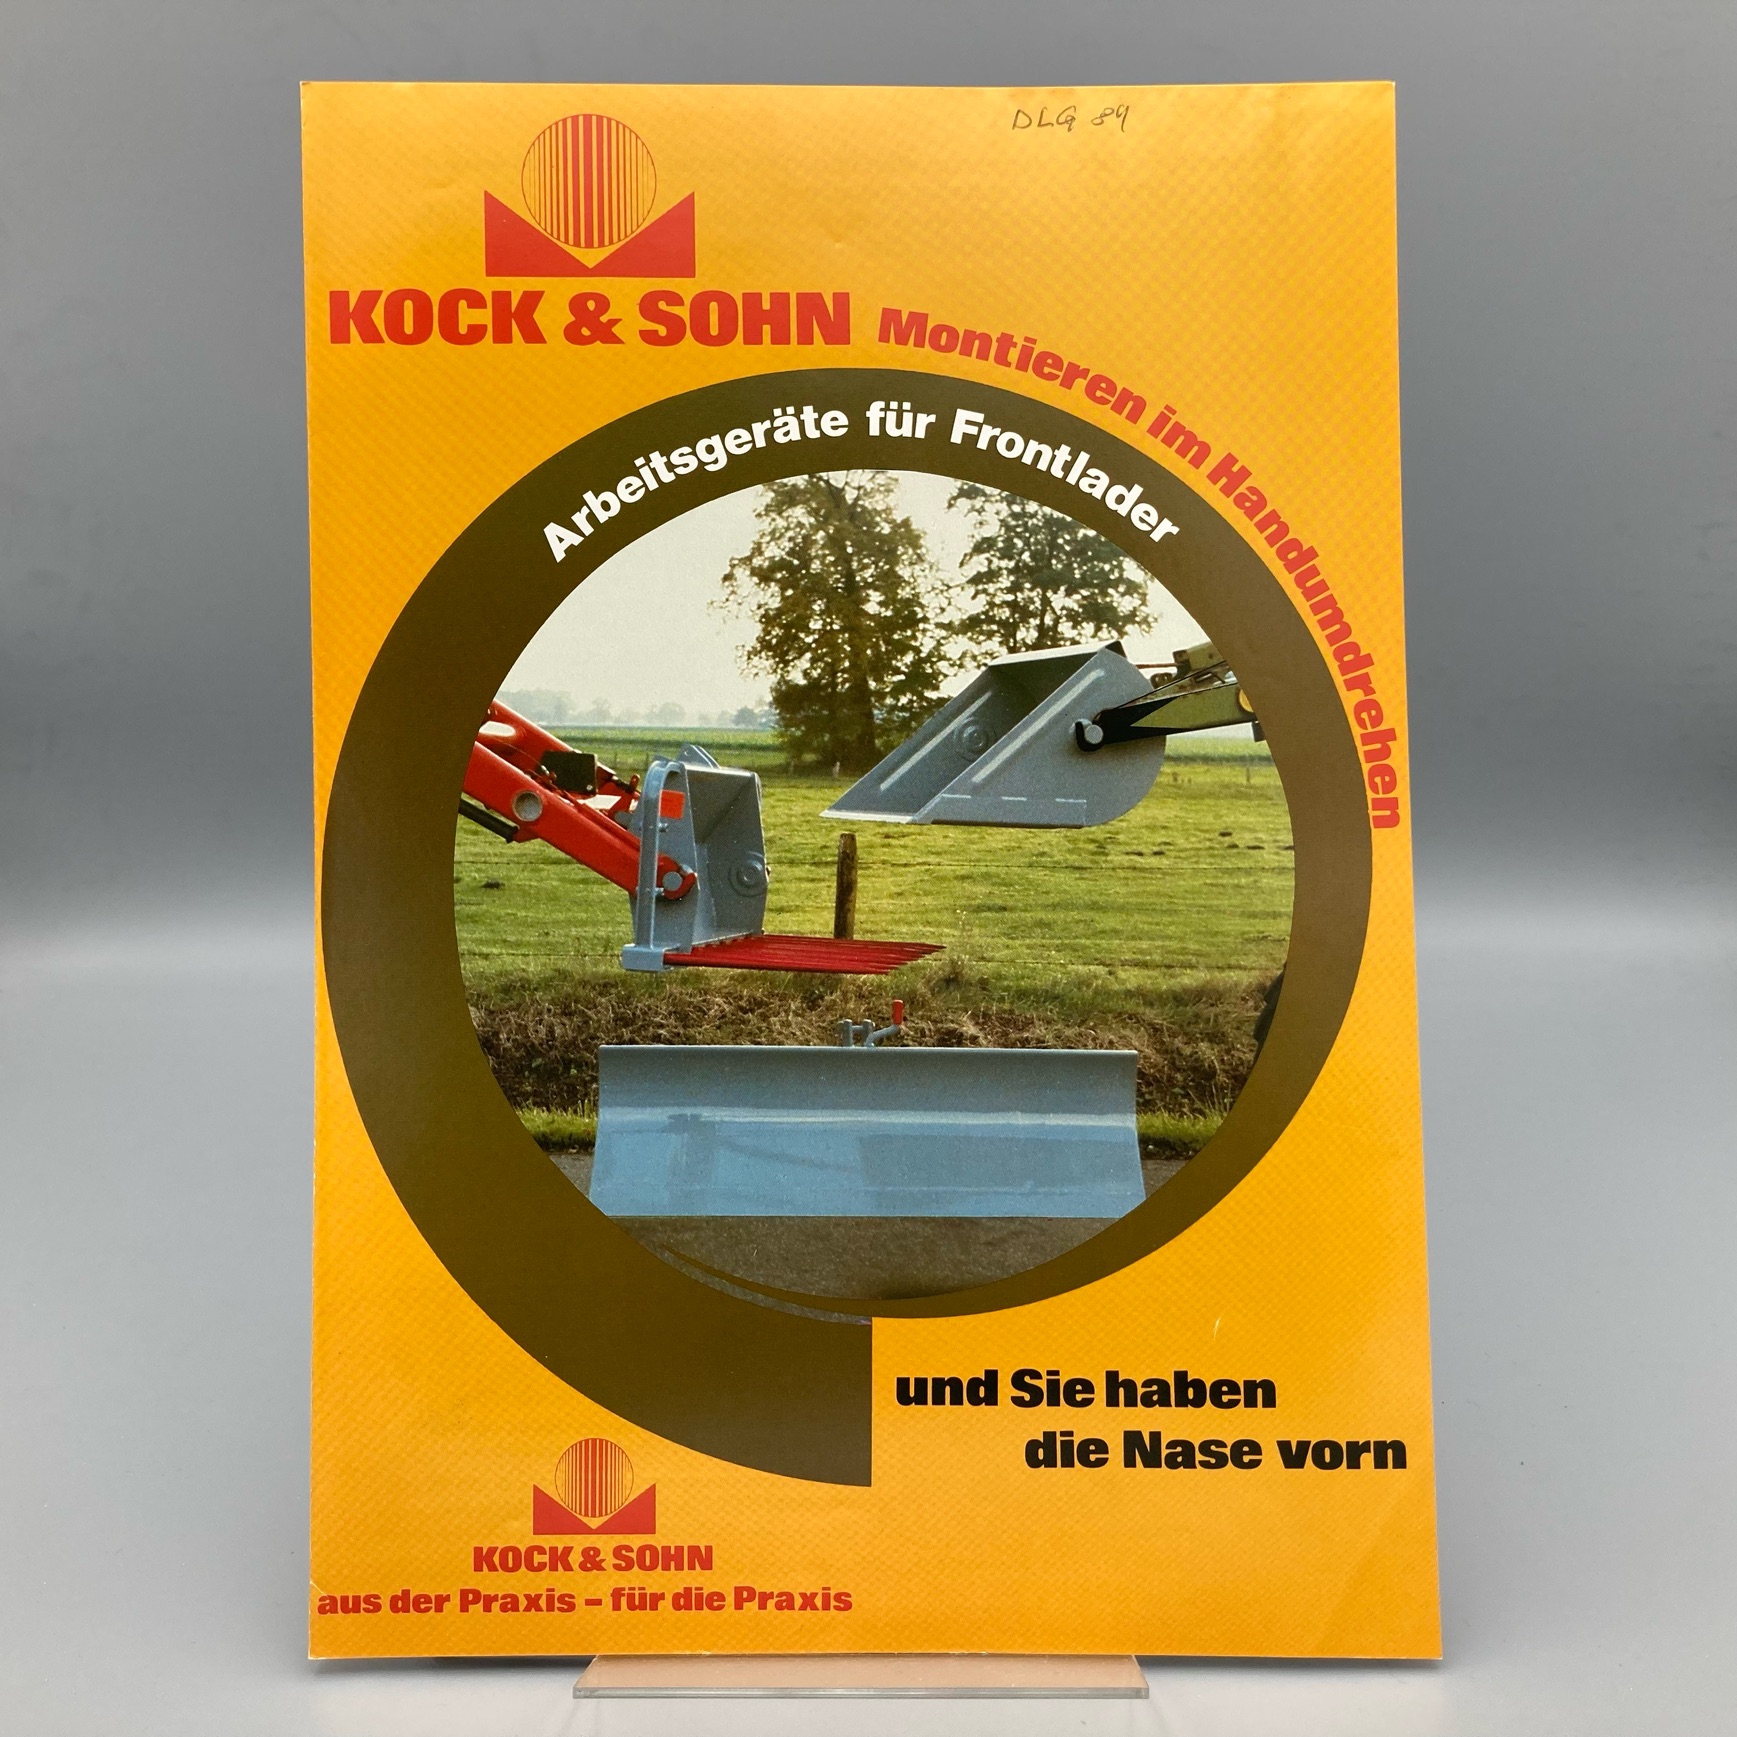 DLG 89
KOCK & SOHN
Montieren im Handumdrehen
Arbeitsgeräte für Frontlader
und Sie haben
die Nase vorn
KOCK & SOHN
aus der Praxis – für die Praxis